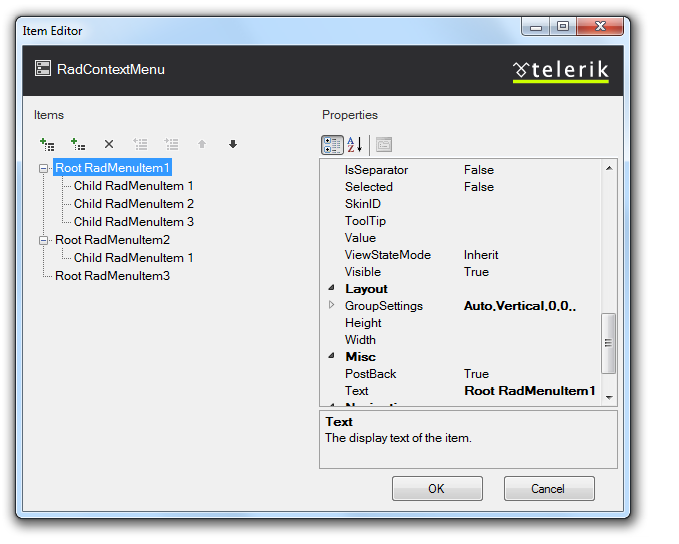 Item Editor
RadContextMenu
telerik
Items
Properties
Root RadMenuItem1
Child RadMenuItem 1
Child RadMenuItem 2
Child RadMenuItem 3
Root RadMenuItem2
Child RadMenuItem 1
Root RadMenuItem3
A
Z
IsSeparator False
Selected False
SkinID
ToolTip
Value
ViewStateMode Inherit
Visible True
Layout
GroupSettings Auto,Vertical,0,0,,
Height
Width
Misc
PostBack True
Text Root RadMenuItem1
Text
The display text of the item.
OK
Cancel